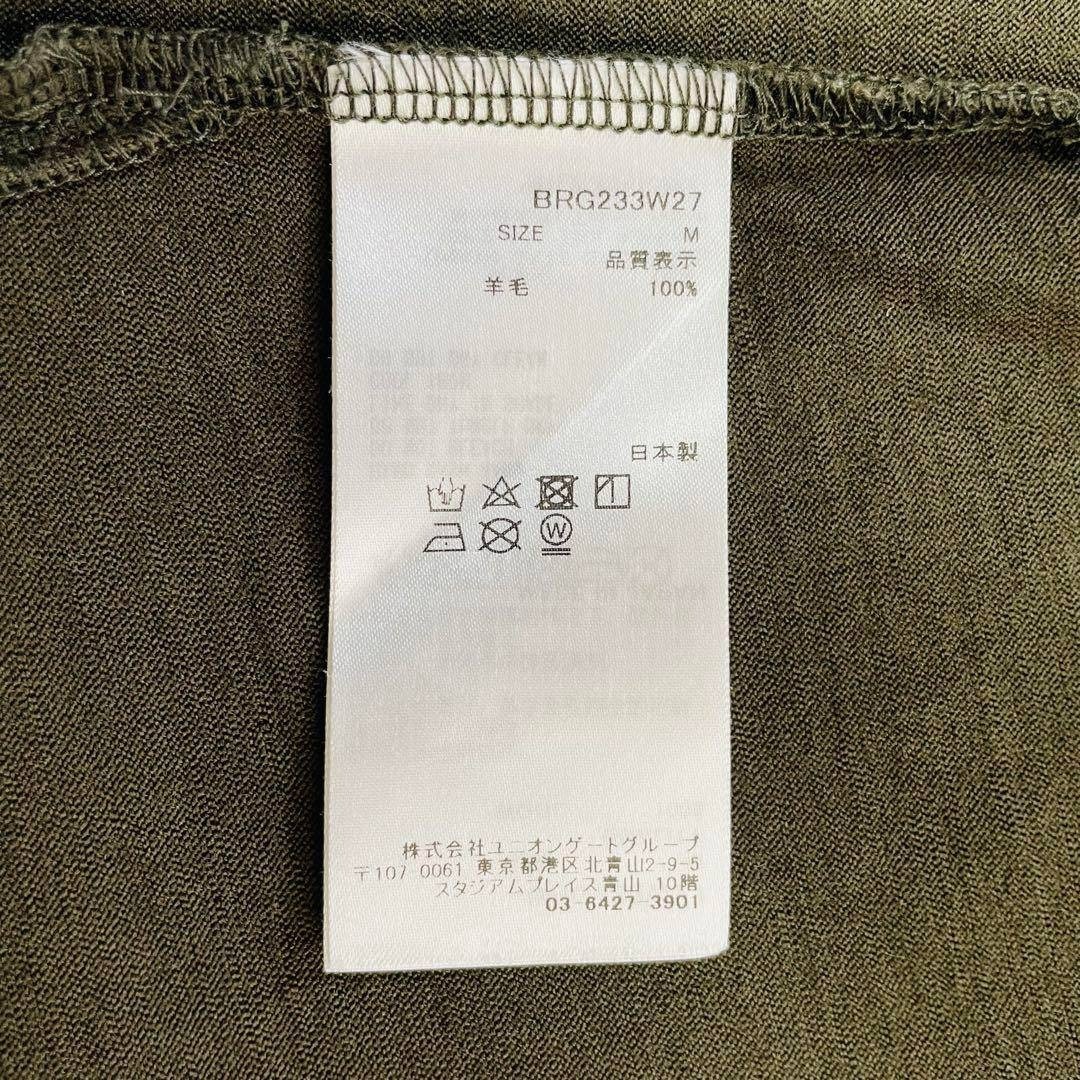 BRG233W27
SIZE M
品質表示
羊毛 100%
日本製
W
株式会社ユニオンゲートグループ
〒107-0061 東京都港区北青山2-9-5
スタジアムプレイス青山 10階
03-6427-3901